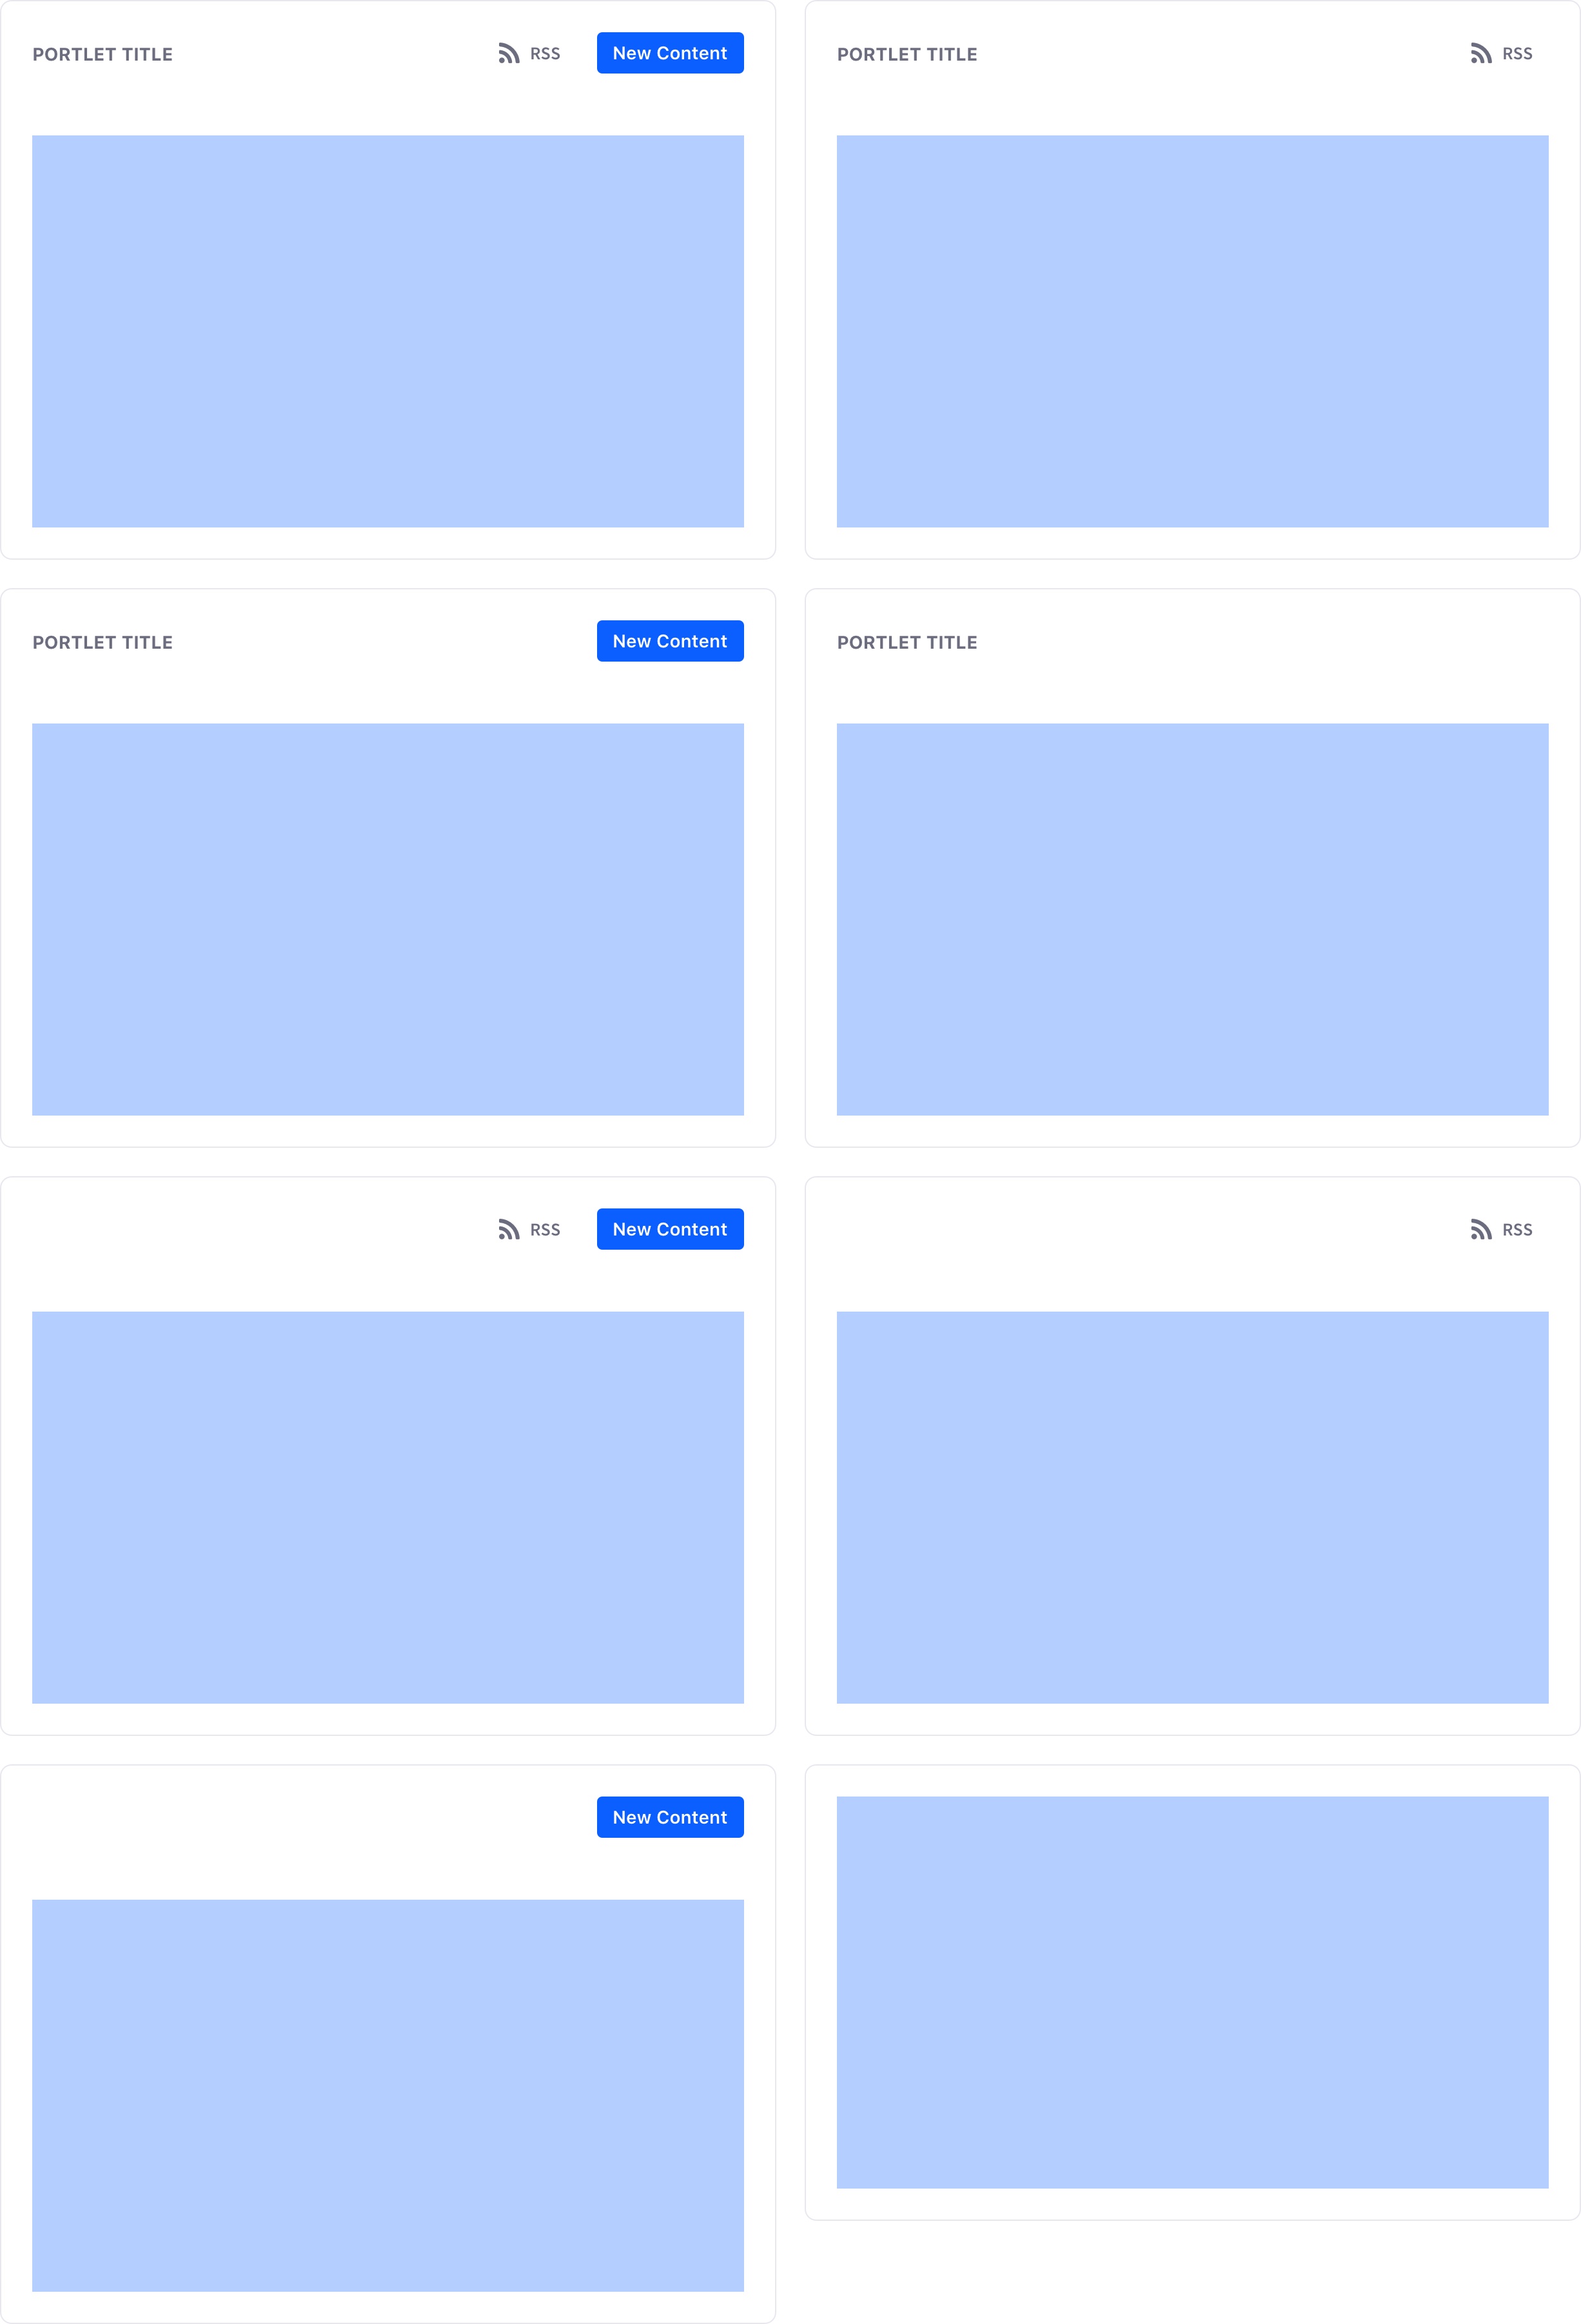 PORTLET TITLE RSS New Content
PORTLET TITLE RSS
PORTLET TITLE New Content
PORTLET TITLE
RSS New Content
RSS
New Content